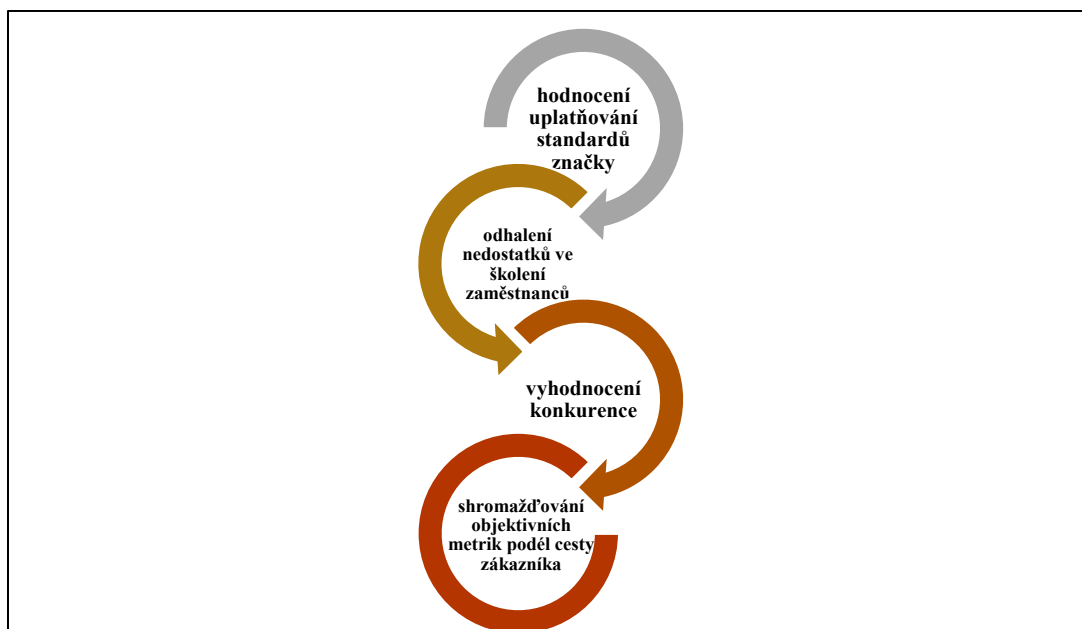 hodnocení
uplatňování
standardů
značky
odhalení
nedostatků ve
školení
zaměstnanců
vyhodnocení
konkurence
shromažďování
objektivních
metrik podél cesty
zákazníka